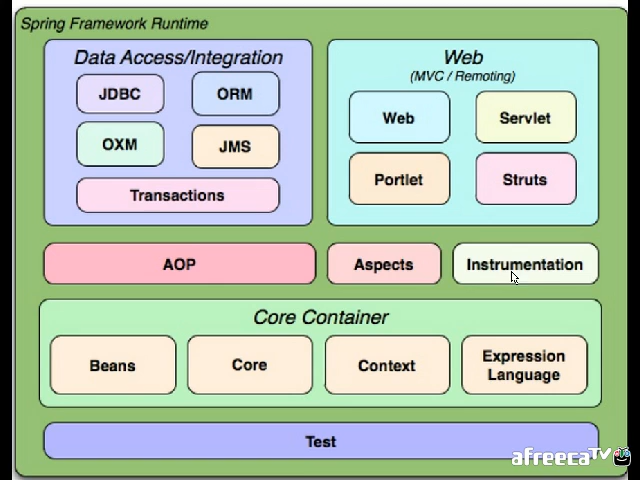 Spring Framework Runtime
Data Access/Integration
JDBC
ORM
OXM
JMS
Transactions
Web
(MVC / Remoting)
Web
Servlet
Portlet
Struts
AOP
Aspects
Instrumentation
Core Container
Beans
Core
Context
Expression
Language
Test
afreecaTV